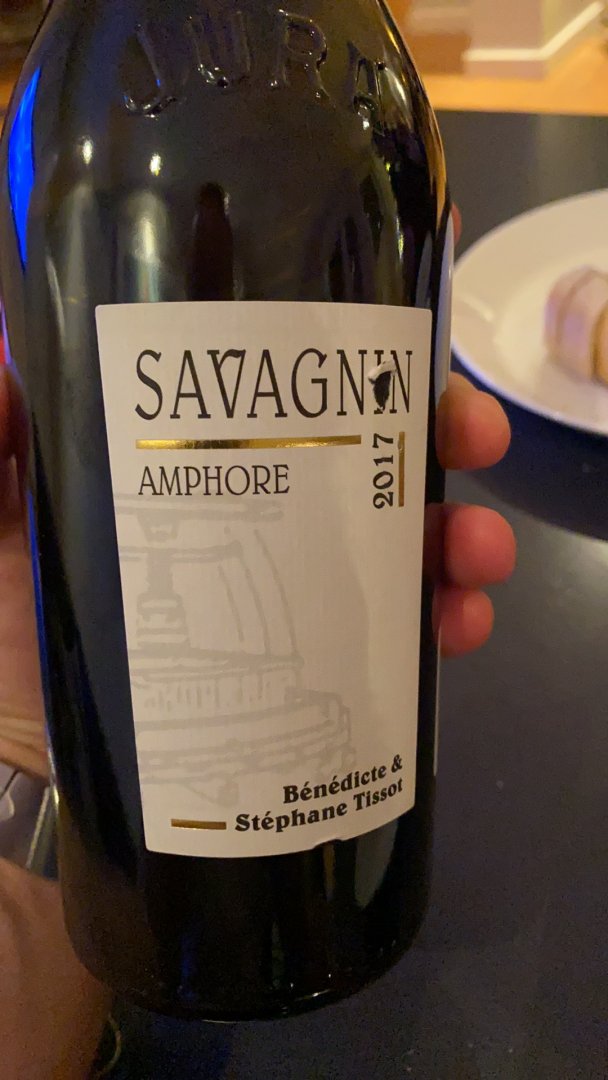 JURA
SAVAGNIN
AMPHORE
2017
Bénédicte &
Stéphane Tissot